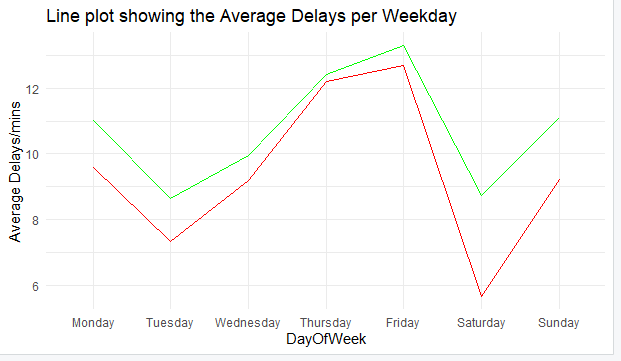 Line plot showing the Average Delays per Weekday
Average Delays/mins
12
10
8
6
Monday Tuesday Wednesday Thursday Friday Saturday Sunday
DayOfWeek